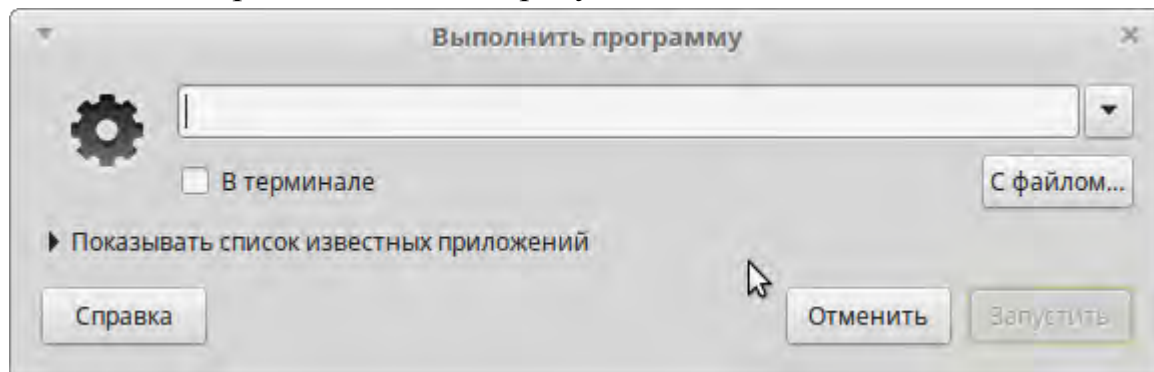 Выполнить программу
В терминале
С файлом...
Показывать список известных приложений
Справка
Отменить
Запустить